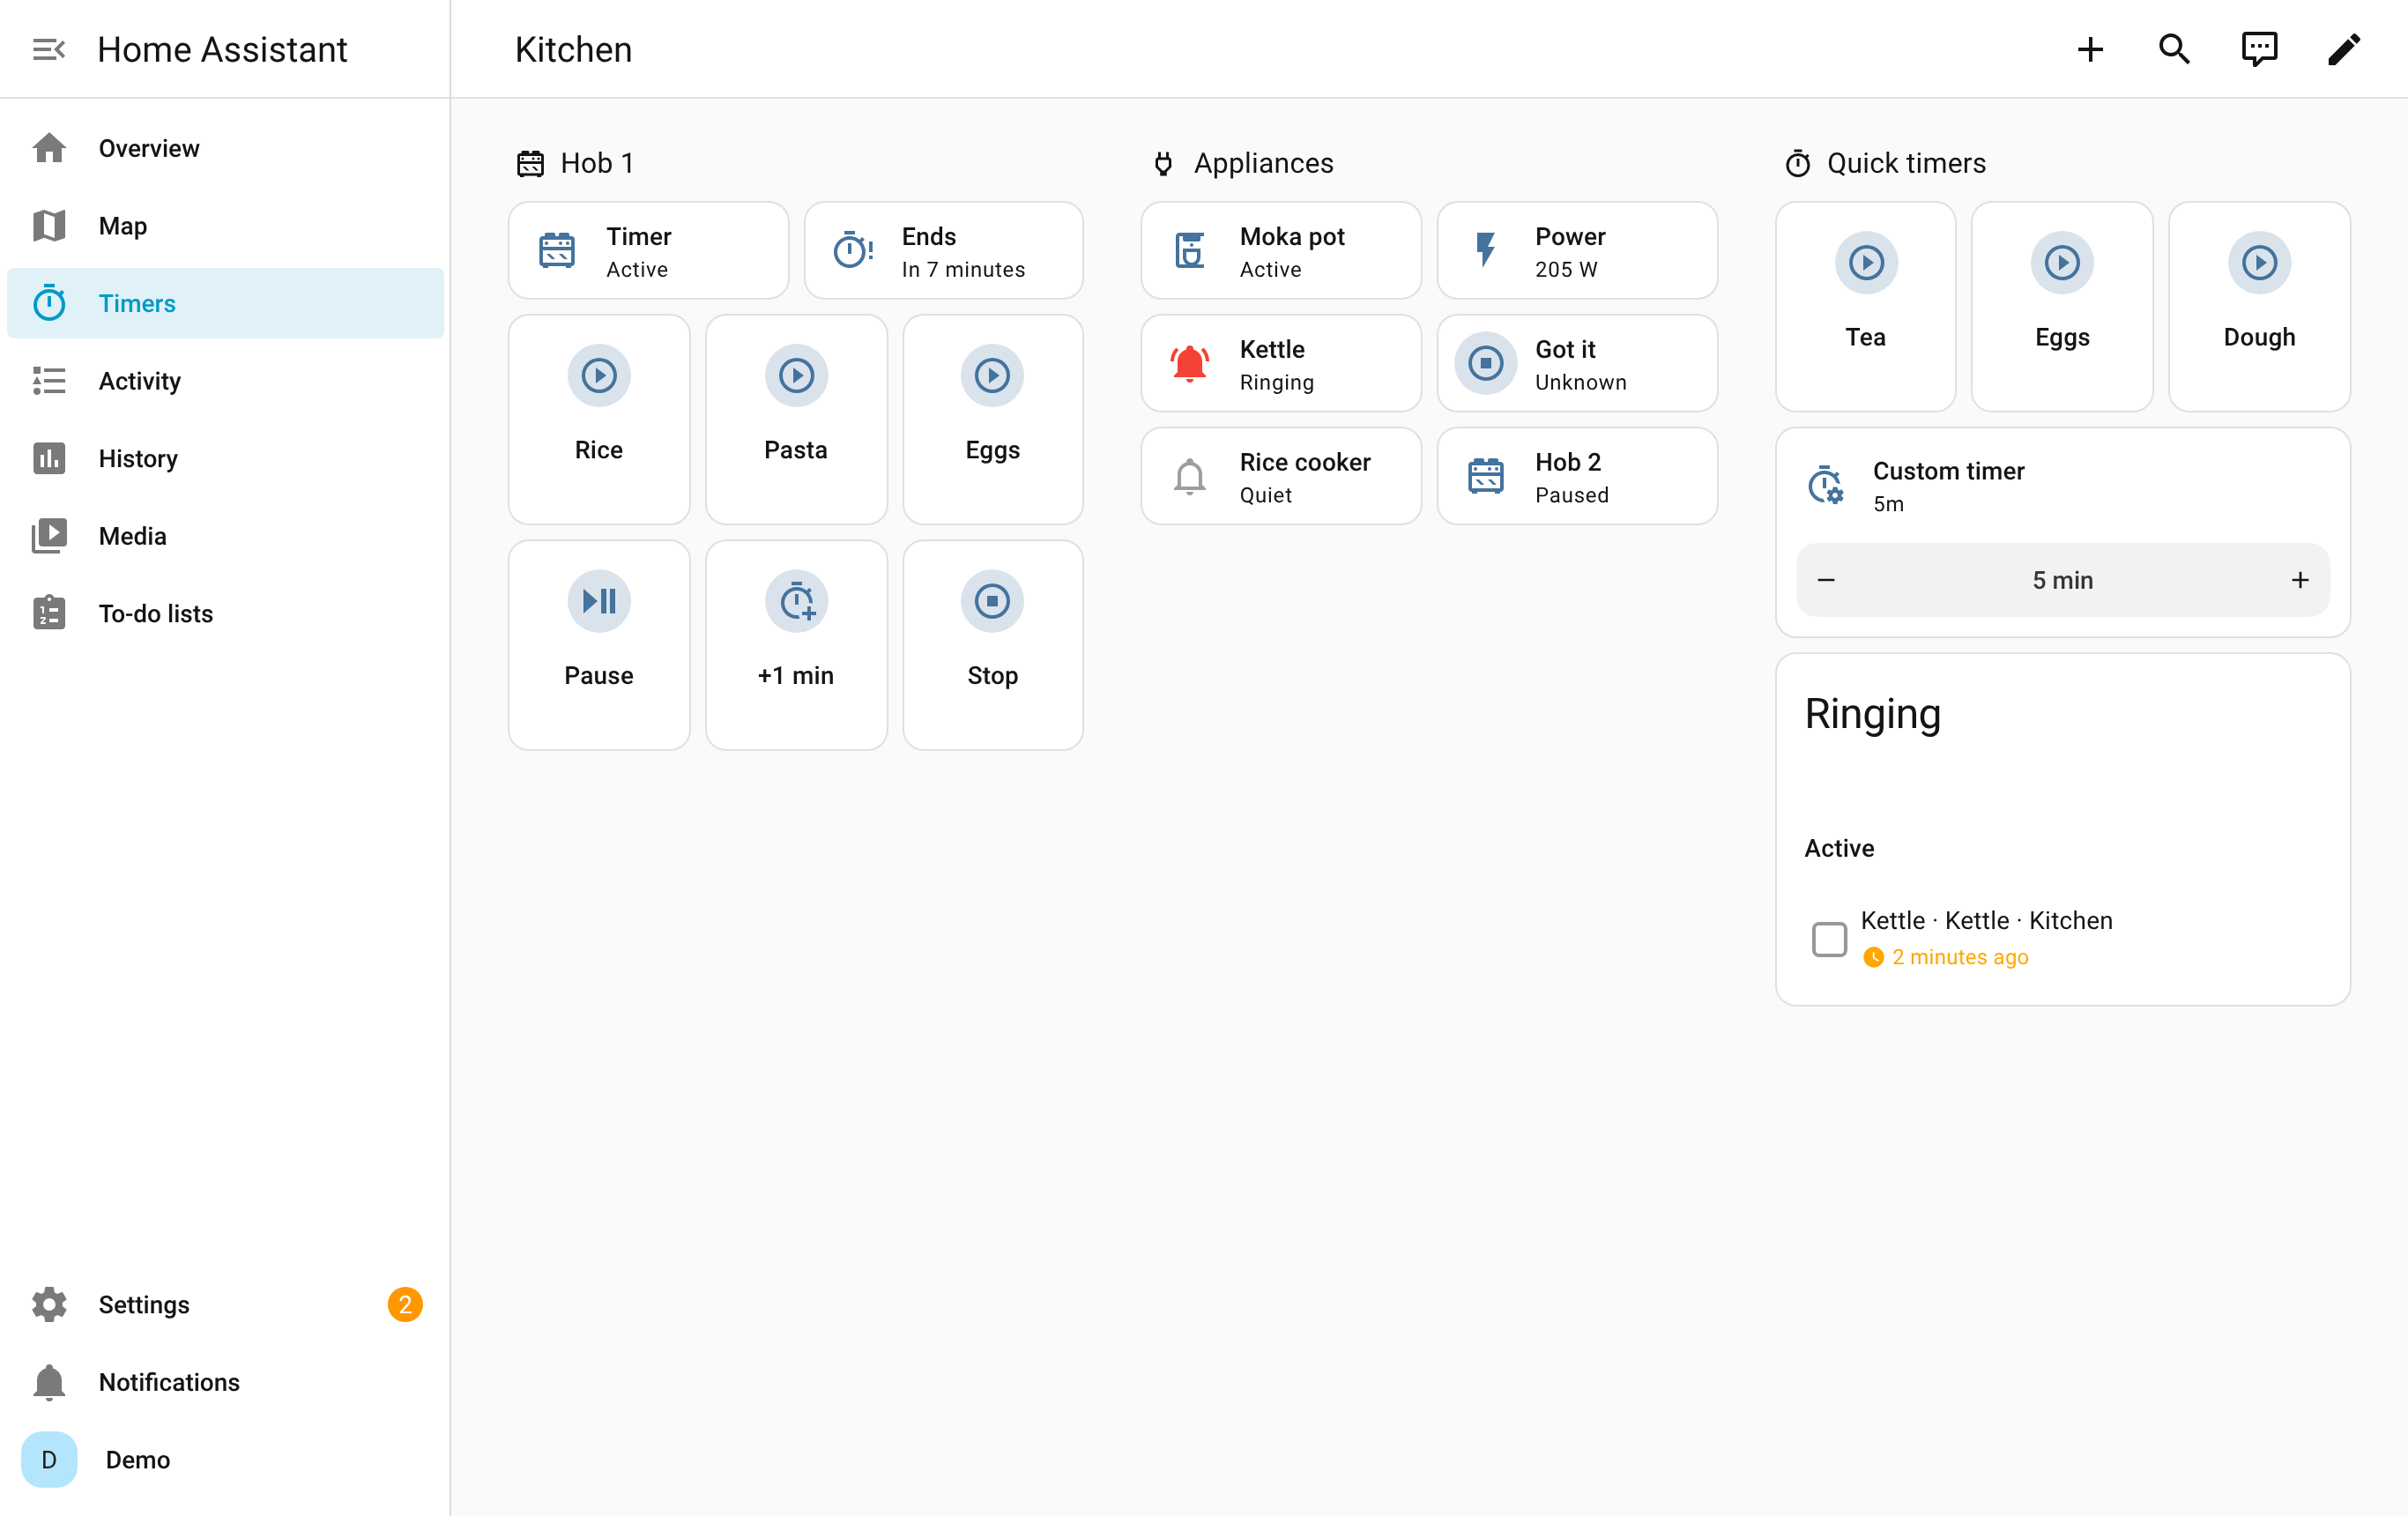 Home Assistant
Overview
Map
Timers
Activity
History
Media
To-do lists
Settings
2
Notifications
D
Demo
Kitchen
Hob 1
Timer
Active
Ends
In 7 minutes
Rice
Pasta
Eggs
Pause
+1 min
Stop
Appliances
Moka pot
Active
Power
205 W
Kettle
Ringing
Got it
Unknown
Rice cooker
Quiet
Hob 2
Paused
Quick timers
Tea
Eggs
Dough
Custom timer
5m
− 5 min +
Ringing
Active
Kettle · Kettle · Kitchen
2 minutes ago